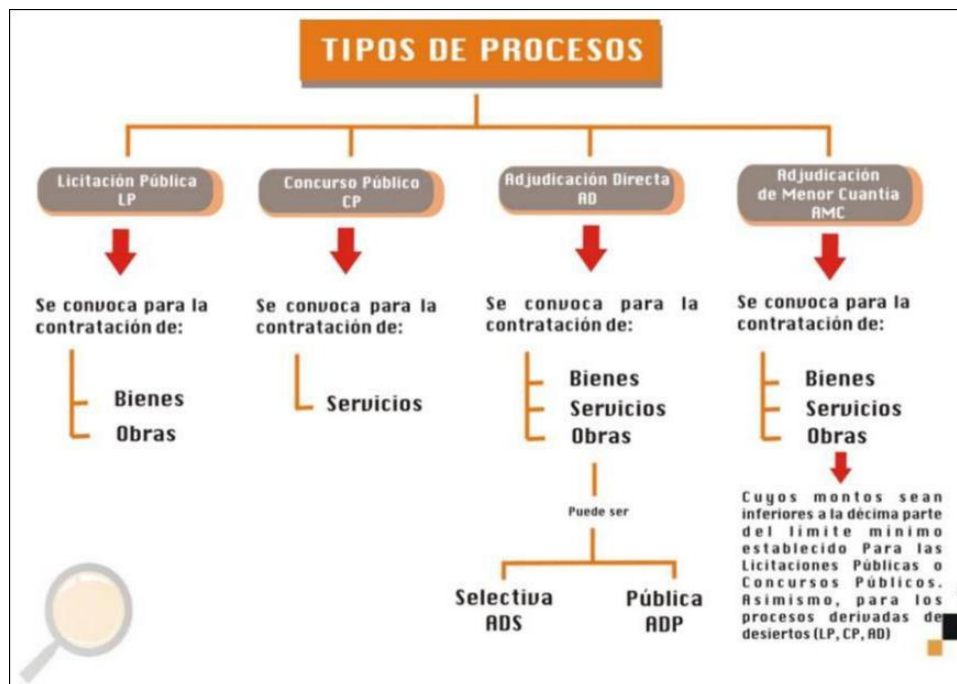 TIPOS DE PROCESOS
Licitación Pública
LP
Se convoca para la
contratación de:
Bienes
Obras
Concurso Público
CP
Se convoca para la
contratación de:
Servicios
Adjudicación Directa
AD
Se convoca para la
contratación de:
Bienes
Servicios
Obras
Puede ser
Selectiva
ADS
Pública
ADP
Adjudicación
de Menor Cuantía
AMC
Se convoca para la
contratación de:
Bienes
Servicios
Obras
Cuyos montos sean
inferiores a la décima parte
del límite mínimo
establecido Para las
Licitaciones Públicas o
Concursos Públicos.
Asimismo, para los
procesos derivadas de
desiertos (LP, CP, AD)